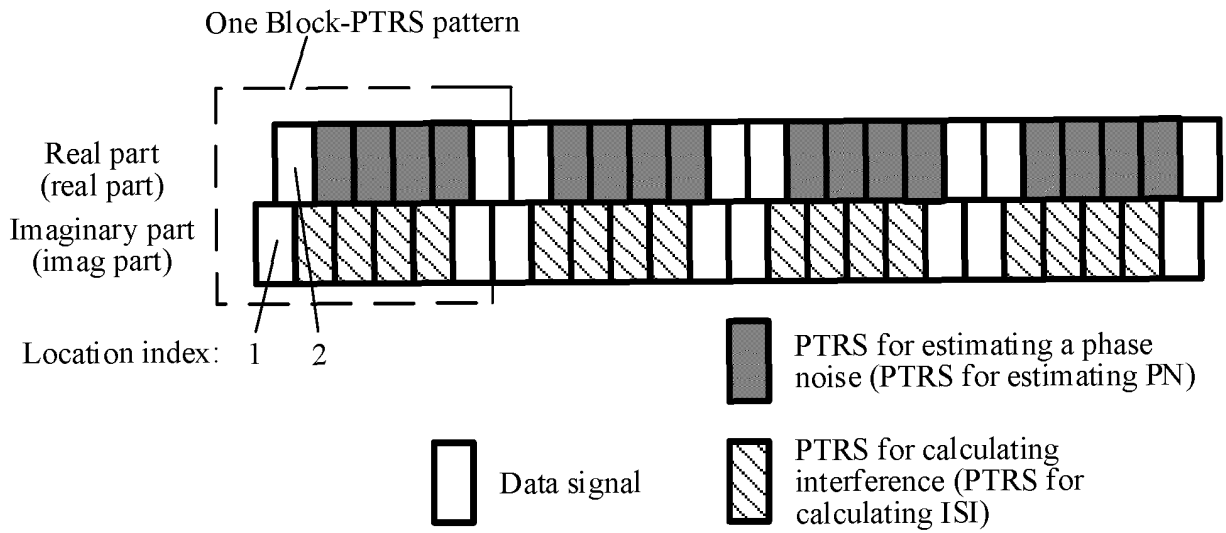 One Block-PTRS pattern
Real part
(real part)
Imaginary part
(imag part)
Location index: 1 2
PTRS for estimating a phase
noise (PTRS for estimating PN)
Data signal
PTRS for calculating
interference (PTRS for
calculating ISI)